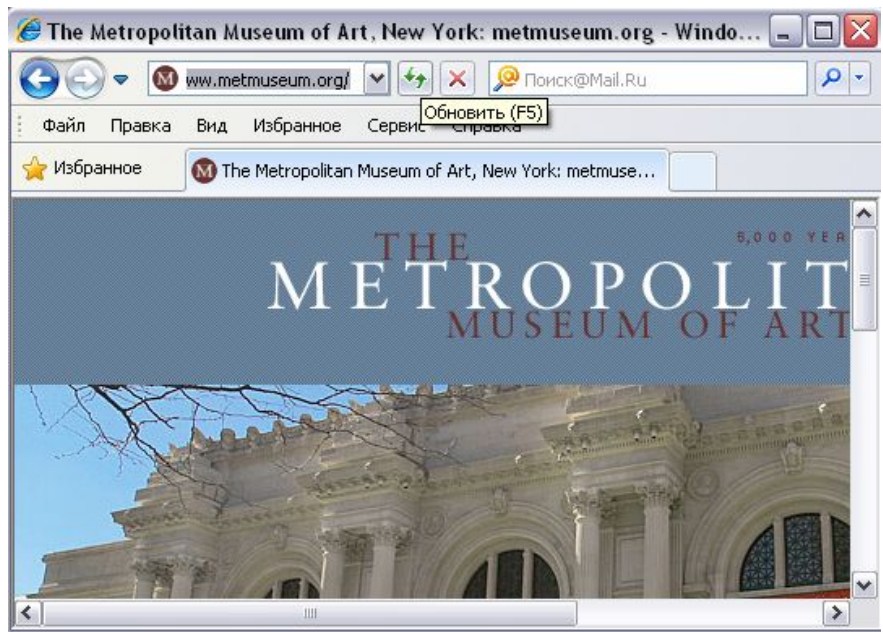 The Metropolitan Museum of Art, New York: metmuseum.org - Windo...
M ww.metmuseum.org/ Поиск@Mail.Ru
Обновить (F5)
Файл Правка Вид Избранное Сервис Справка
Избранное M The Metropolitan Museum of Art, New York: metmuse...
5,000 YEA
THE
METROPOLIT
MUSEUM OF ART